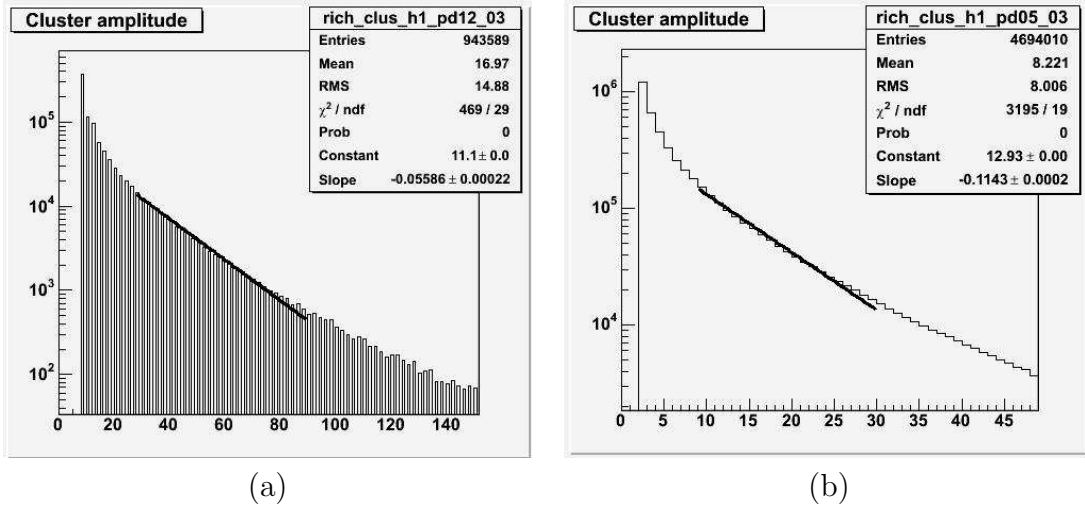 Cluster amplitude
rich_clus_h1_pd12_03
Entries 943589
Mean 16.97
RMS 14.88
χ² / ndf 469 / 29
Prob 0
Constant 11.1 ± 0.0
Slope -0.05586 ± 0.00022
10⁵
10⁴
10³
10²
0 20 40 60 80 100 120 140
(a)
Cluster amplitude
rich_clus_h1_pd05_03
Entries 4694010
Mean 8.221
RMS 8.006
χ² / ndf 3195 / 19
Prob 0
Constant 12.93 ± 0.00
Slope -0.1143 ± 0.0002
10⁶
10⁵
10⁴
0 5 10 15 20 25 30 35 40 45
(b)